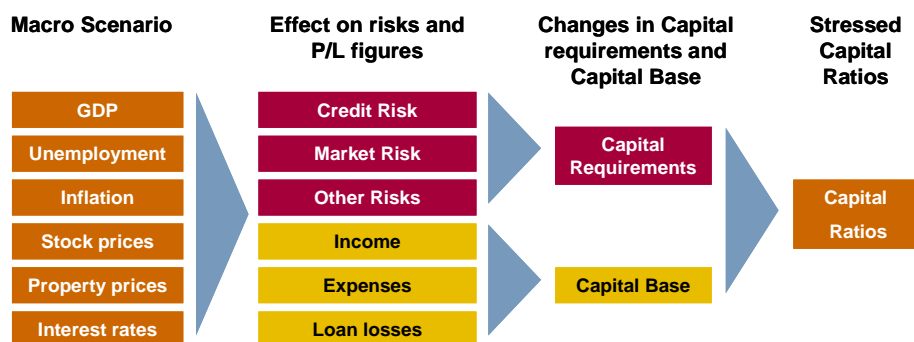 Macro Scenario
Effect on risks and
P/L figures
Changes in Capital
requirements and
Capital Base
Stressed
Capital
Ratios
GDP
Unemployment
Inflation
Stock prices
Property prices
Interest rates
Credit Risk
Market Risk
Other Risks
Income
Expenses
Loan losses
Capital
Requirements
Capital Base
Capital
Ratios